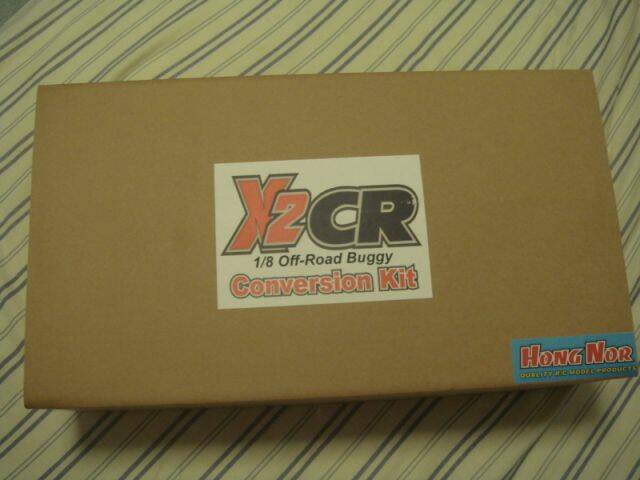 X2CR
1/8 Off-Road Buggy
Conversion Kit
HONG NOR
QUALITY R/C MODEL PRODUCTS